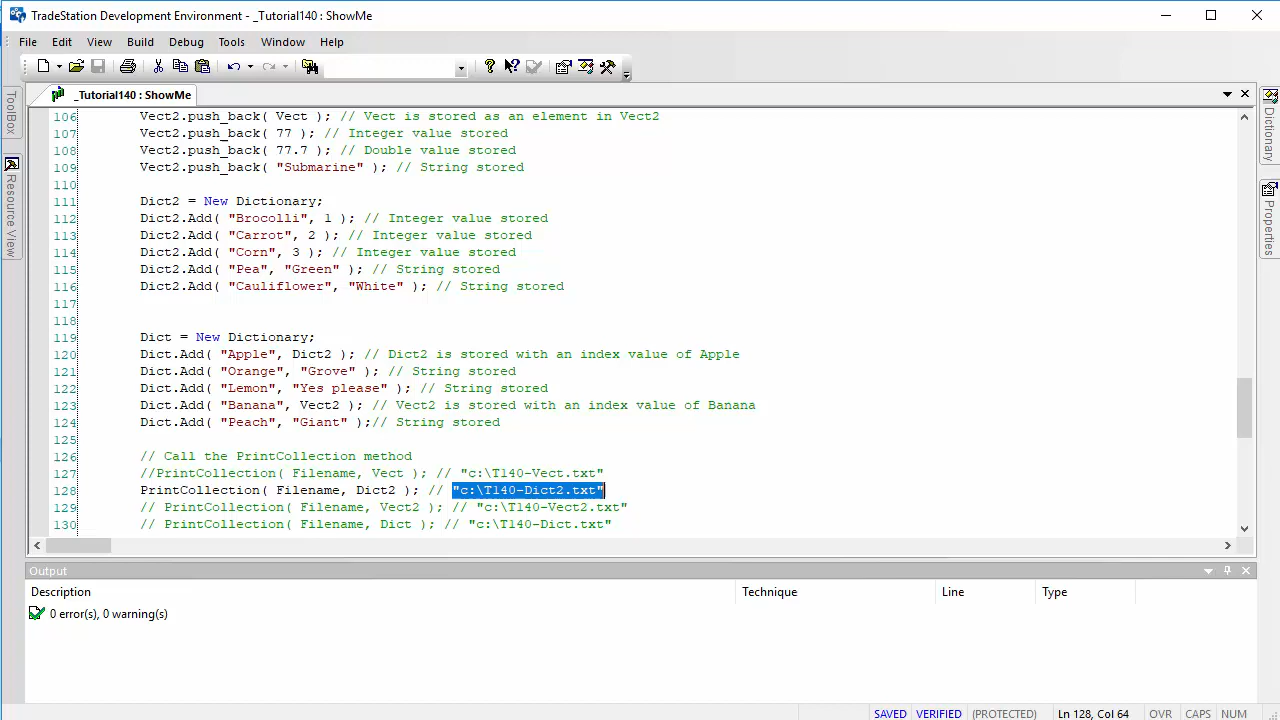 TradeStation Development Environment - _Tutorial140 : ShowMe
File Edit View Build Debug Tools Window Help
_Tutorial140 : ShowMe
ToolBox
Resource View
Dictionary
Properties
106 Vect2.push_back( Vect ); // Vect is stored as an element in Vect2
107 Vect2.push_back( 77 ); // Integer value stored
108 Vect2.push_back( 77.7 ); // Double value stored
109 Vect2.push_back( "Submarine" ); // String stored
110
111 Dict2 = New Dictionary;
112 Dict2.Add( "Brocolli", 1 ); // Integer value stored
113 Dict2.Add( "Carrot", 2 ); // Integer value stored
114 Dict2.Add( "Corn", 3 ); // Integer value stored
115 Dict2.Add( "Pea", "Green" ); // String stored
116 Dict2.Add( "Cauliflower", "White" ); // String stored
117
118
119 Dict = New Dictionary;
120 Dict.Add( "Apple", Dict2 ); // Dict2 is stored with an index value of Apple
121 Dict.Add( "Orange", "Grove" ); // String stored
122 Dict.Add( "Lemon", "Yes please" ); // String stored
123 Dict.Add( "Banana", Vect2 ); // Vect2 is stored with an index value of Banana
124 Dict.Add( "Peach", "Giant" );// String stored
125
126 // Call the PrintCollection method
127 //PrintCollection( Filename, Vect ); // "c:\T140-Vect.txt"
128 PrintCollection( Filename, Dict2 ); // "c:\T140-Dict2.txt"
129 // PrintCollection( Filename, Vect2 ); // "c:\T140-Vect2.txt"
130 // PrintCollection( Filename, Dict ); // "c:\T140-Dict.txt"
Output
Description Technique Line Type
0 error(s), 0 warning(s)
SAVED VERIFIED (PROTECTED) Ln 128, Col 64 OVR CAPS NUM